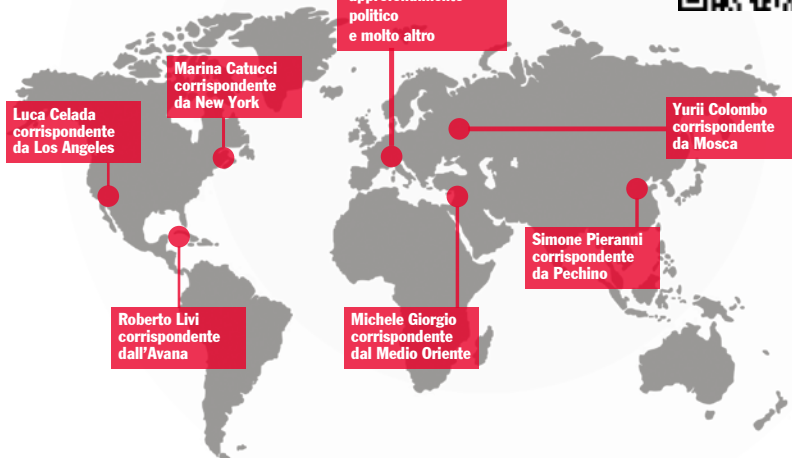 approfondimento
politico
e molto altro
Marina Catucci
corrispondente
da New York
Luca Celada
corrispondente
da Los Angeles
Yurii Colombo
corrispondente
da Mosca
Simone Pieranni
corrispondente
da Pechino
Roberto Livi
corrispondente
dall'Avana
Michele Giorgio
corrispondente
dal Medio Oriente